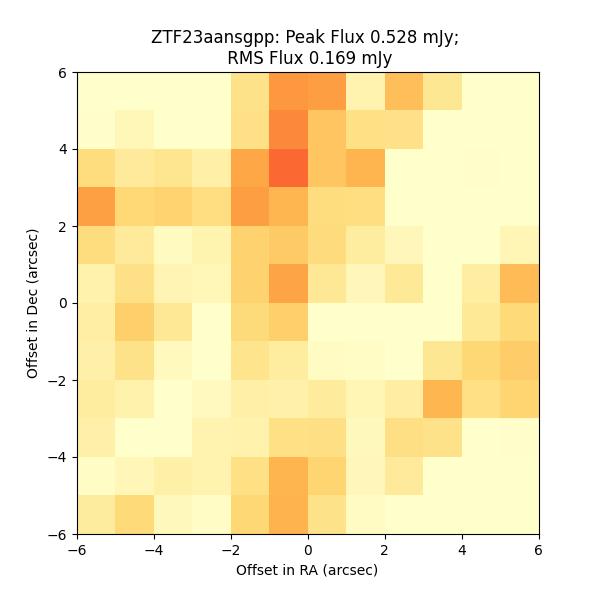 ZTF23aansgpp: Peak Flux 0.528 mJy;
RMS Flux 0.169 mJy
6
4
2
0
−2
−4
−6
Offset in Dec (arcsec)
−6 −4 −2 0 2 4 6
Offset in RA (arcsec)